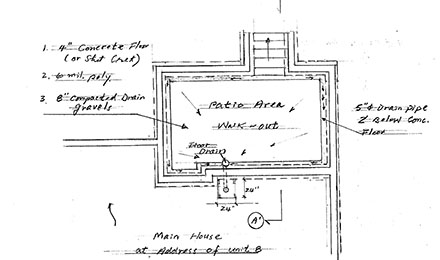 1. 4" Concrete Floor
(or Slat Crete)
2. 6 mil. poly
3. 8" Compacted Drain
gravels
Patio Area
Walk-out
Floor
Drain
5"ø Drain pipe
2' Below Conc.
Floor
24"
24"
A'
Main House
at Address of unit B